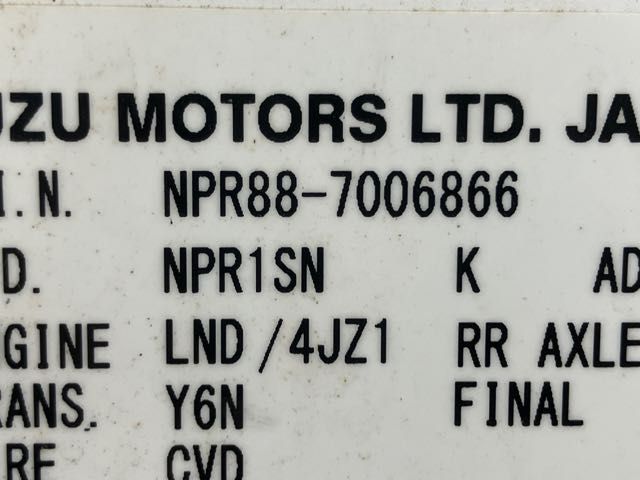 UZU MOTORS LTD. JA
I.N. NPR88-7006866
D. NPR1SN K AD
GINE LND/4JZ1 RR AXLE
RANS. Y6N FINAL
RE CVD